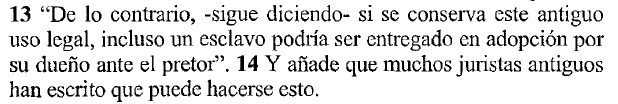 13 “De lo contrario, -sigue diciendo- si se conserva este antiguo
uso legal, incluso un esclavo podría ser entregado en adopción por
su dueño ante el pretor”. 14 Y añade que muchos juristas antiguos
han escrito que puede hacerse esto.